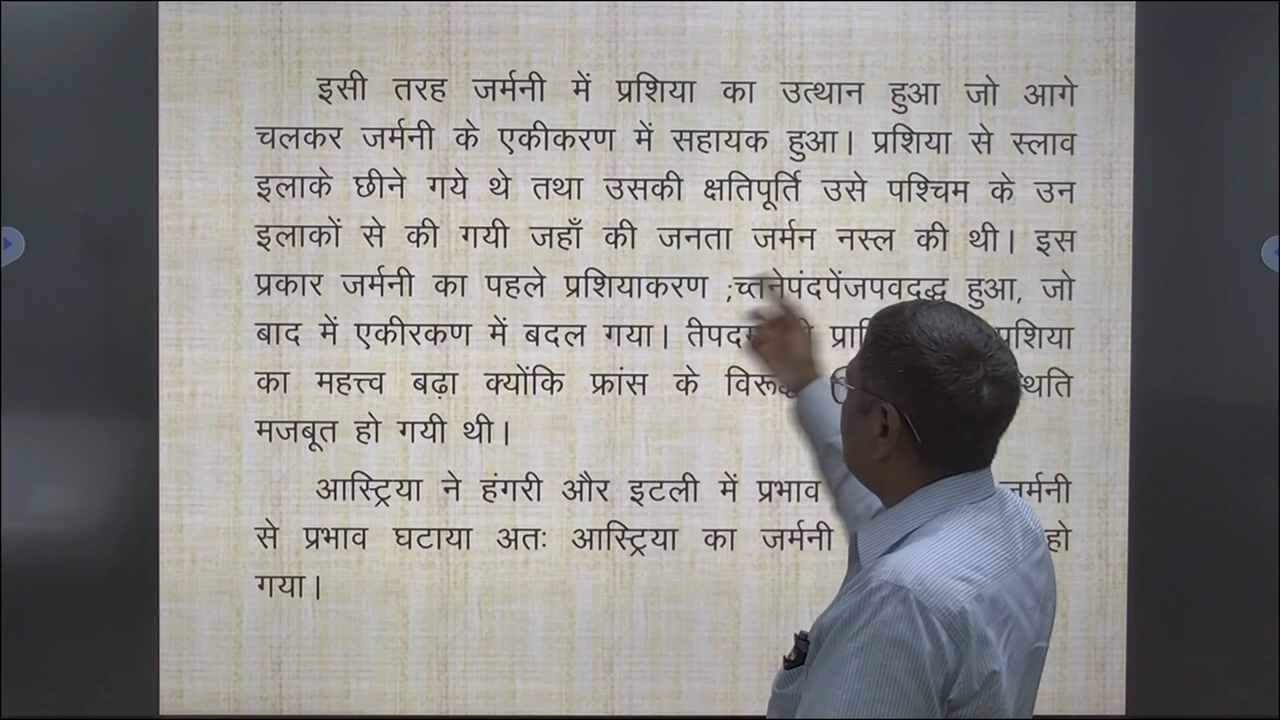 इसी तरह जर्मनी में प्रशिया का उत्थान हुआ जो आगे
चलकर जर्मनी के एकीकरण में सहायक हुआ। प्रशिया से स्लाव
इलाके छीने गये थे तथा उसकी क्षतिपूर्ति उसे पश्चिम के उन
इलाकों से की गयी जहाँ की जनता जर्मन नस्ल की थी। इस
प्रकार जर्मनी का पहले प्रशियाकरण ;च्तनेपंदपेंजपवदद्ध हुआ, जो
बाद में एकीरकण में बदल गया। प्रशिया
का महत्त्व बढ़ा क्योंकि फ्रांस के
मजबूत हो गयी थी।
आस्ट्रिया ने हंगरी और इटली में प्रभाव जर्मनी
से प्रभाव घटाया अतः आस्ट्रिया का जर्मनी हो
गया।